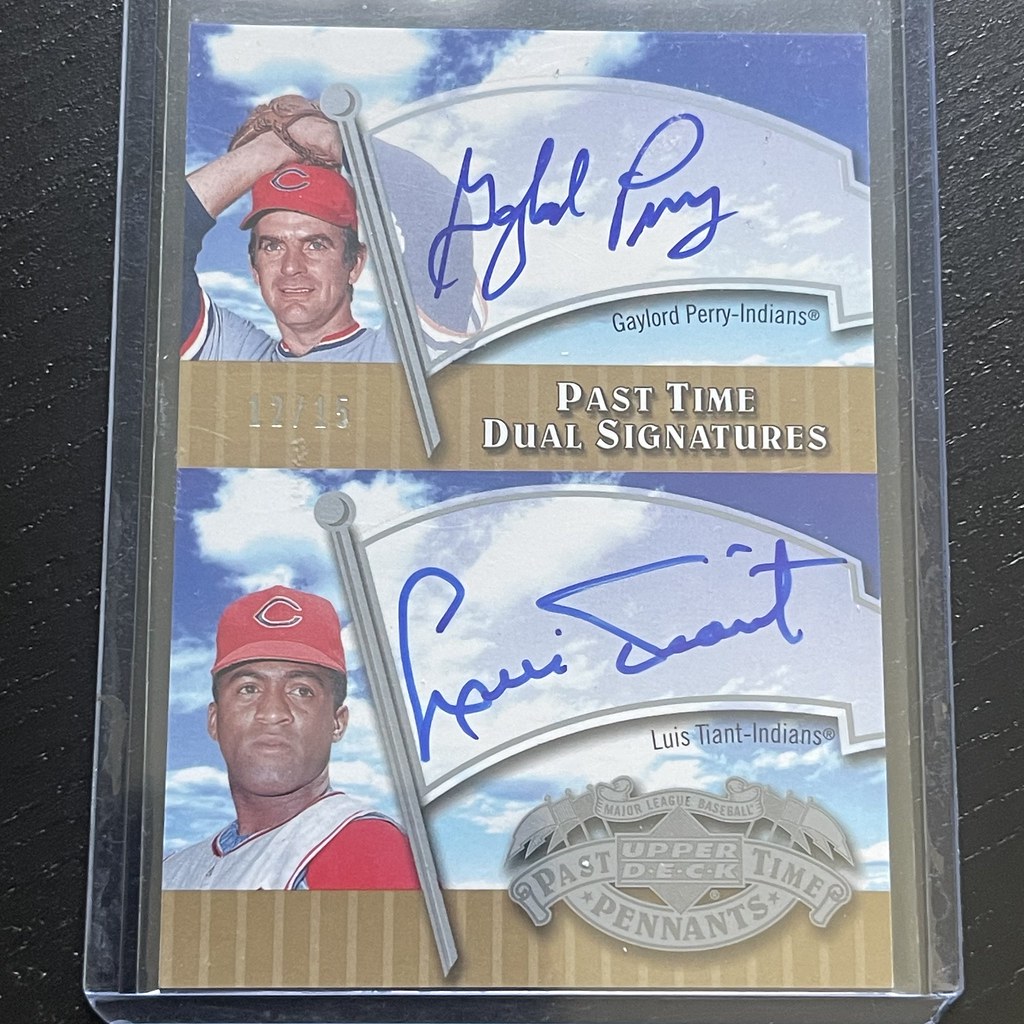 C
Gaylord Perry
Gaylord Perry-Indians®
12/15
PAST TIME
DUAL SIGNATURES
C
Luis Tiant
Luis Tiant-Indians®
MAJOR LEAGUE BASEBALL
PAST UPPER DECK TIME
PENNANTS